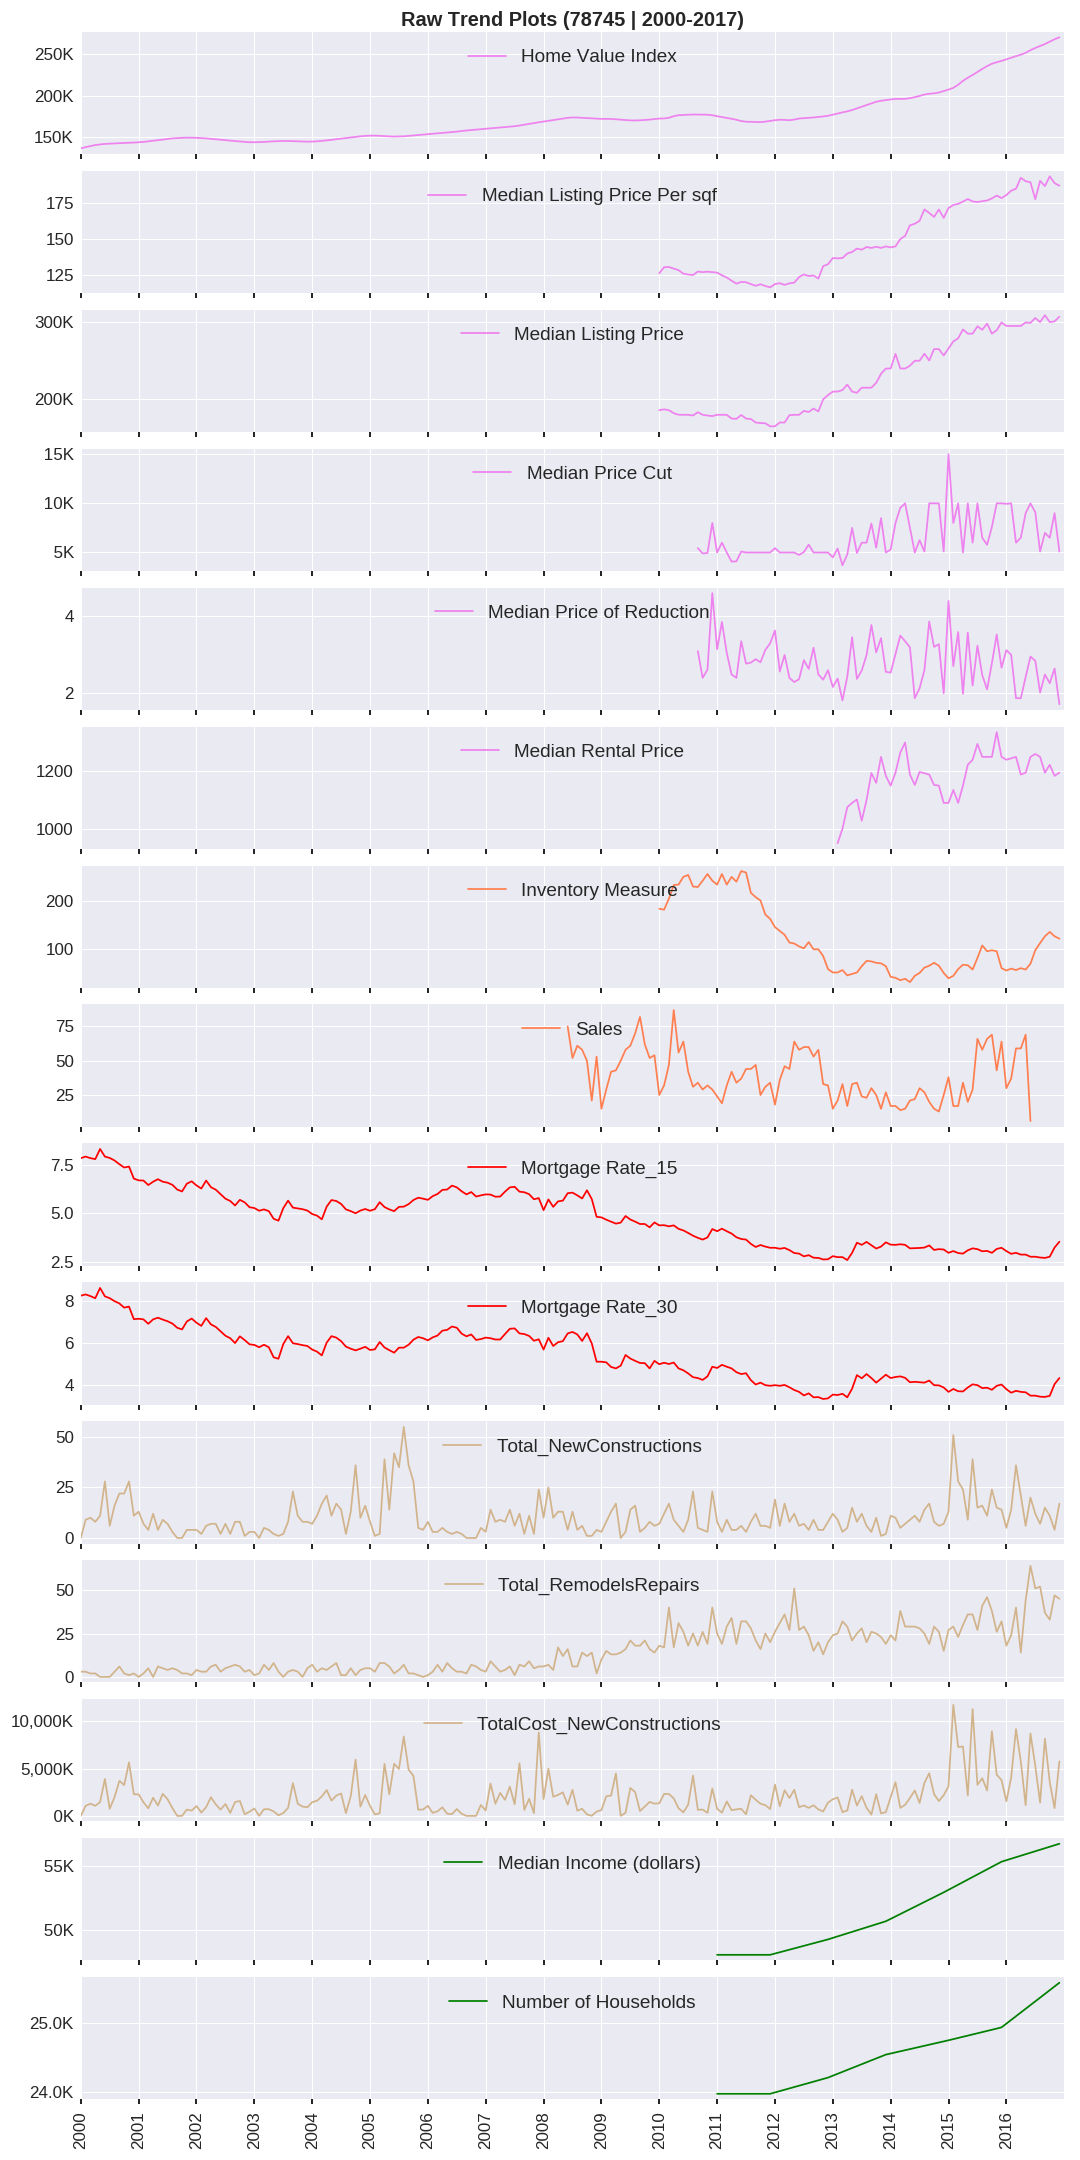 Raw Trend Plots (78745 | 2000-2017)
Home Value Index
250K
200K
150K
Median Listing Price Per sqf
175
150
125
Median Listing Price
300K
200K
Median Price Cut
15K
10K
5K
Median Price of Reduction
4
2
Median Rental Price
1200
1000
Inventory Measure
200
100
Sales
75
50
25
Mortgage Rate_15
7.5
5.0
2.5
Mortgage Rate_30
8
6
4
Total_NewConstructions
50
25
0
Total_RemodelsRepairs
50
25
0
TotalCost_NewConstructions
10,000K
5,000K
0K
Median Income (dollars)
55K
50K
Number of Households
25.0K
24.0K
2000 2001 2002 2003 2004 2005 2006 2007 2008 2009 2010 2011 2012 2013 2014 2015 2016